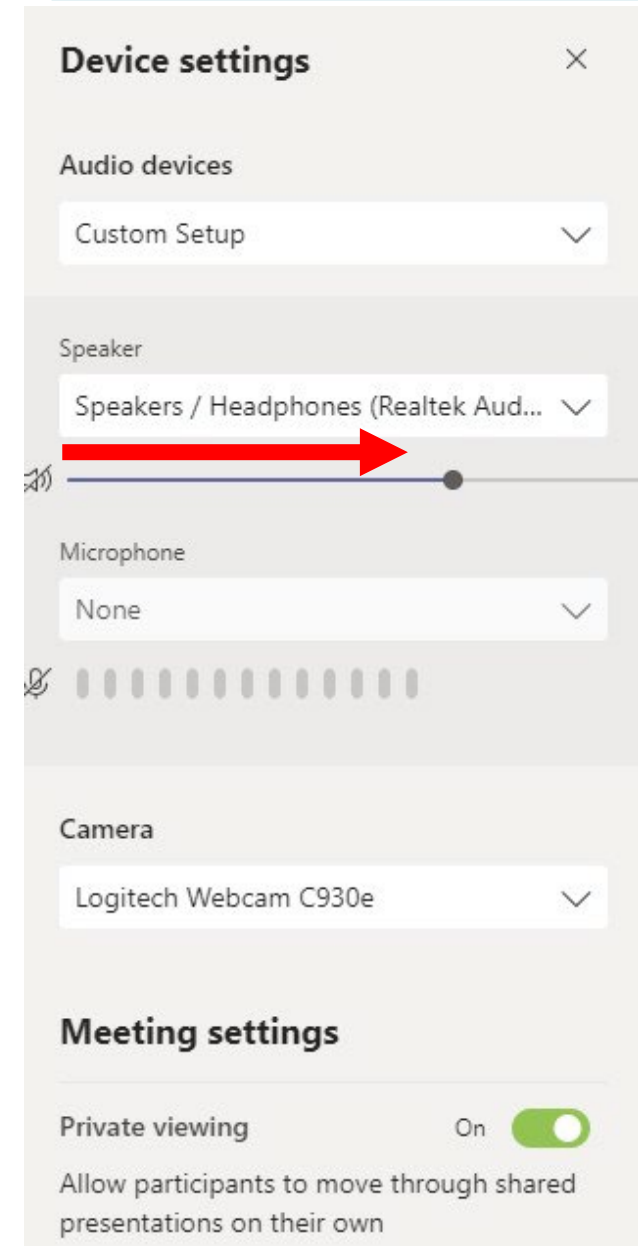 Device settings
Audio devices
Custom Setup
Speaker
Speakers / Headphones (Realtek Aud...
Microphone
None
Camera
Logitech Webcam C930e
Meeting settings
Private viewing On
Allow participants to move through shared
presentations on their own